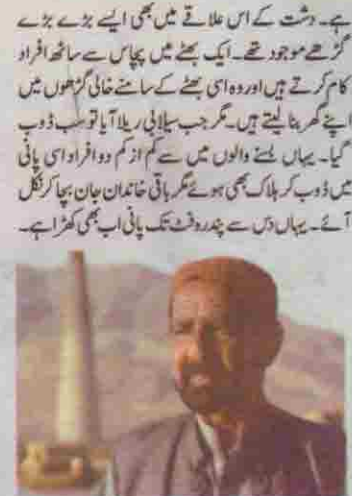 ہے۔ دشت کے اس علاقے میں بھی ایسے بڑے بڑے
گڑھے موجود تھے۔ ایک بھٹے میں پچاس سے ساٹھ افراد
کام کرتے ہیں اور وہ اسی بھٹے کے سامنے خالی گڑھوں میں
اپنے گھر بنا لیتے ہیں۔ مگر جب سیلابی ریلا آیا تو سب ڈوب
گیا۔ یہاں بسنے والوں میں سے کم از کم دو افراد اسی پانی
میں ڈوب کر ہلاک بھی ہوئے مگر باقی خاندان جان بچا کر نکل
آئے۔ یہاں دس سے پندرہ فٹ تک پانی اب بھی کھڑا ہے۔